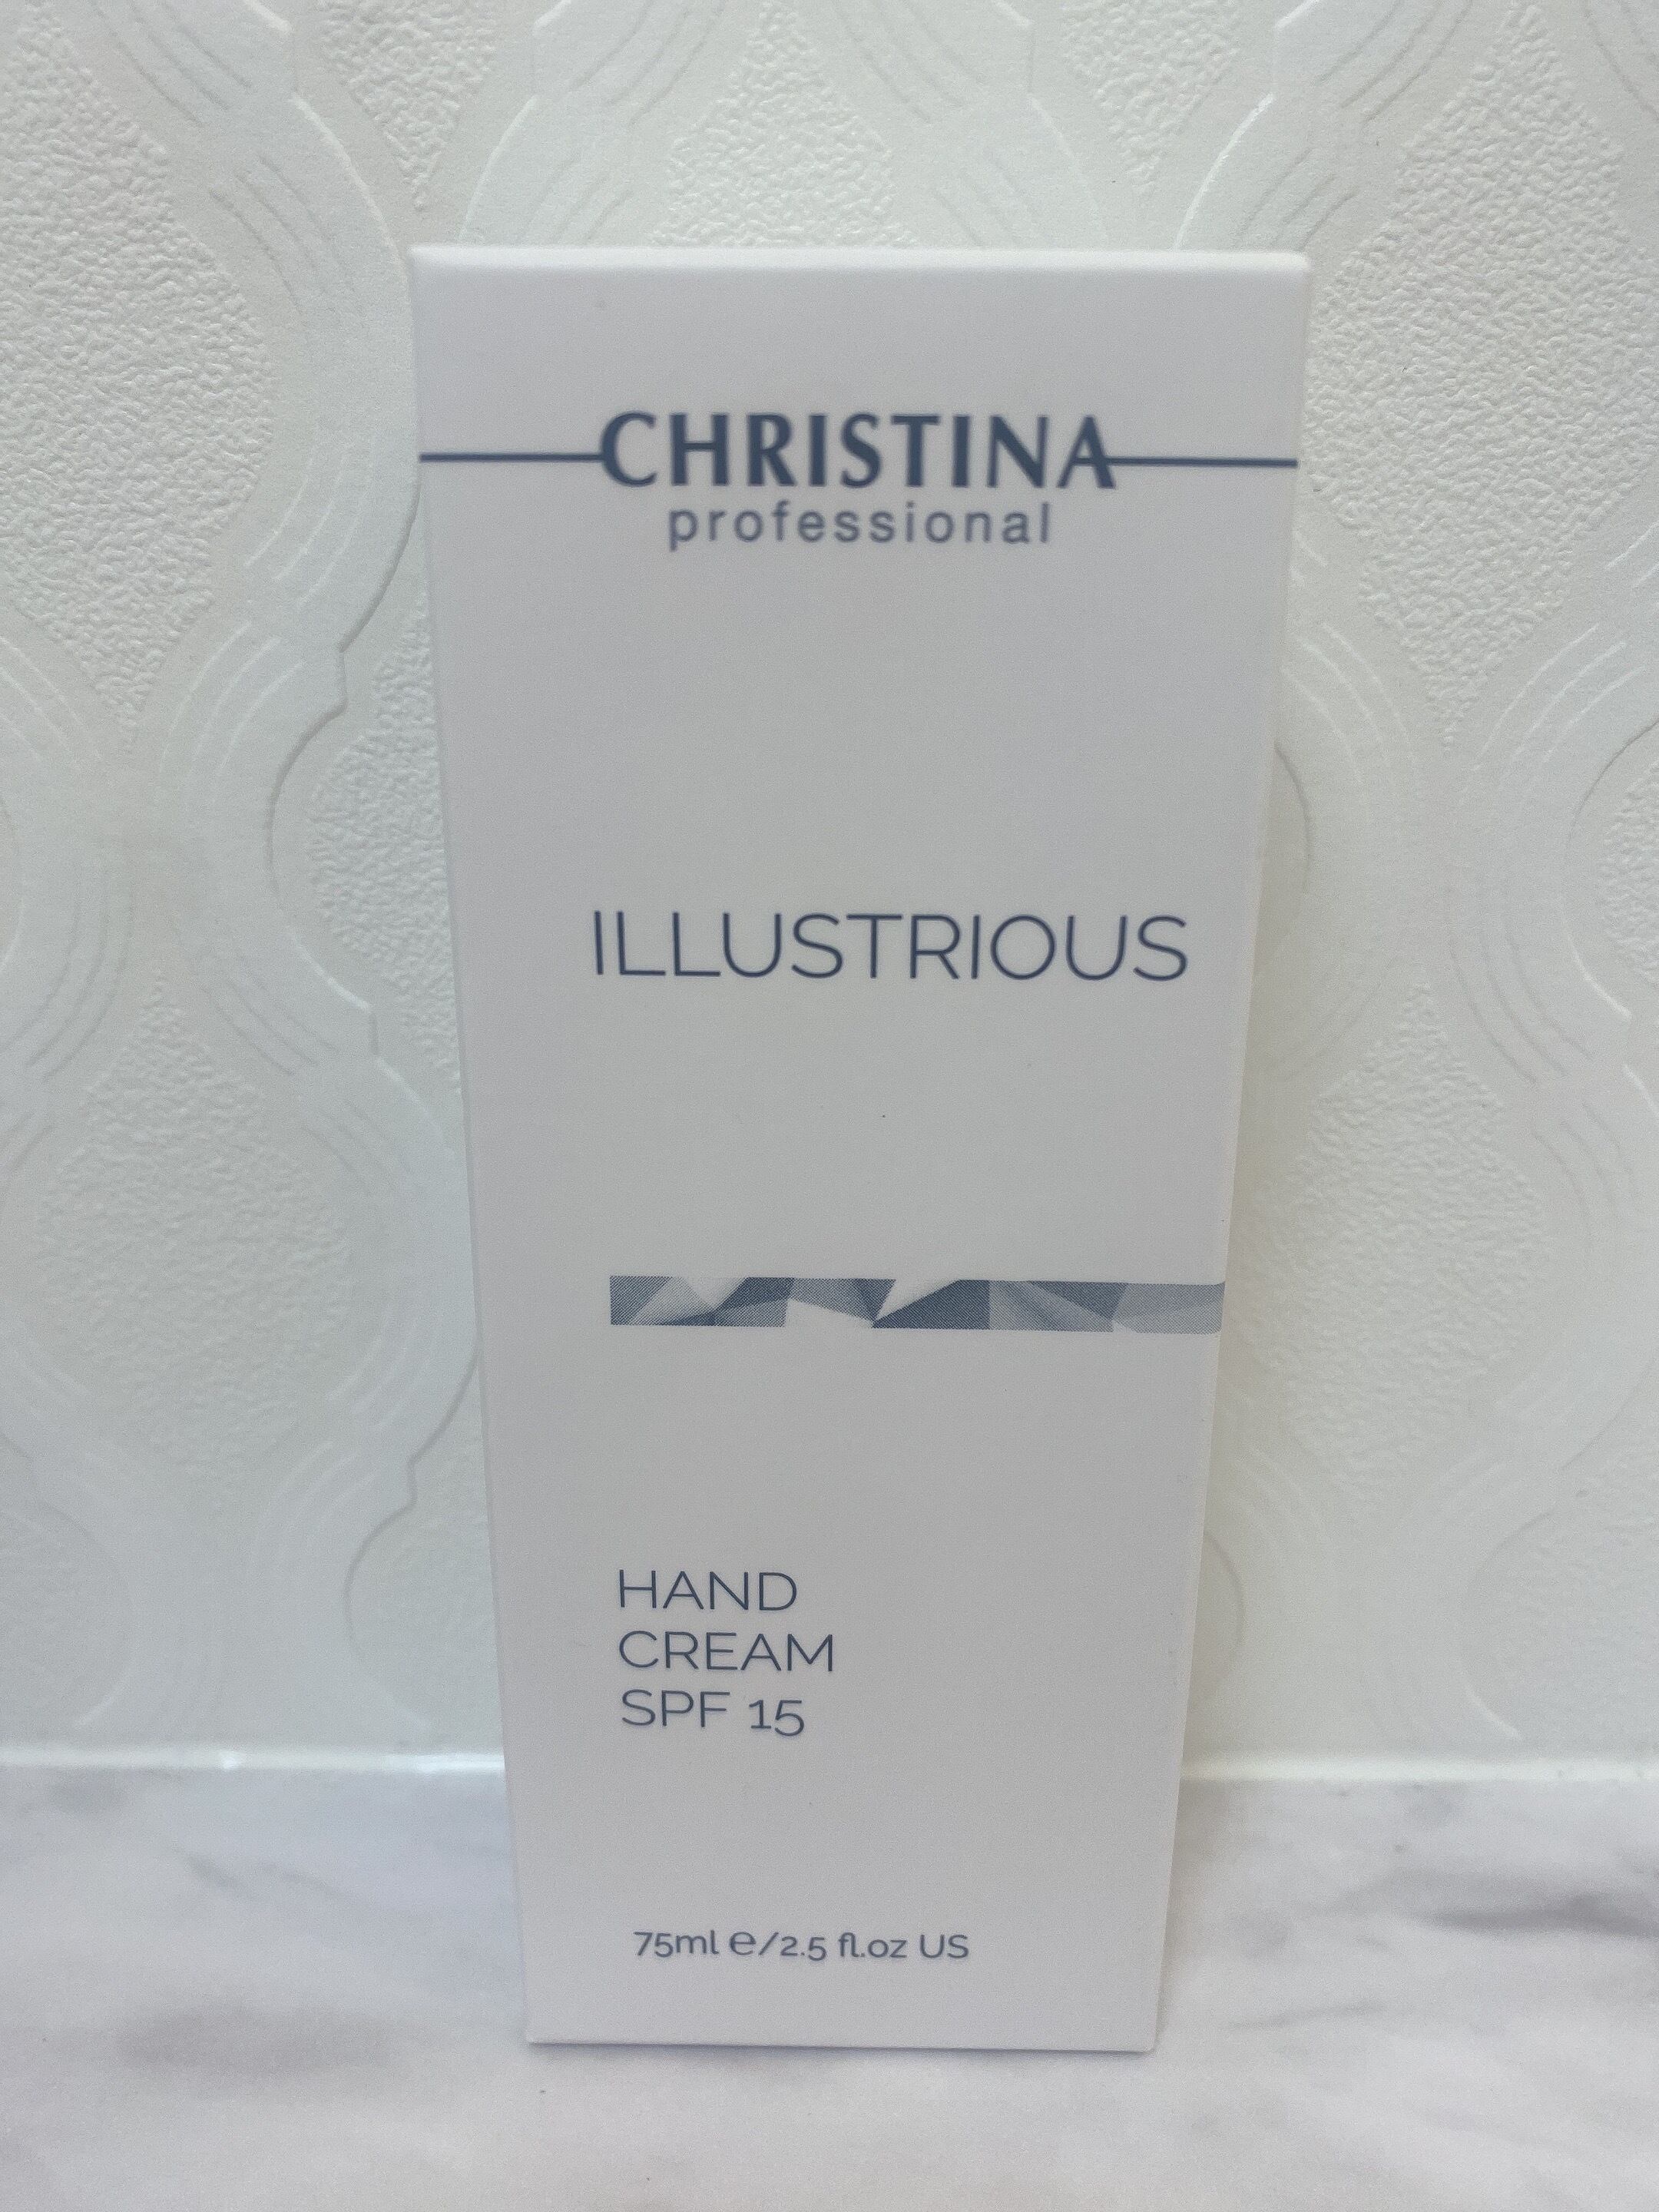 CHRISTINA
professional
ILLUSTRIOUS
HAND
CREAM
SPF 15
75ml ℮/2.5 fl.oz US